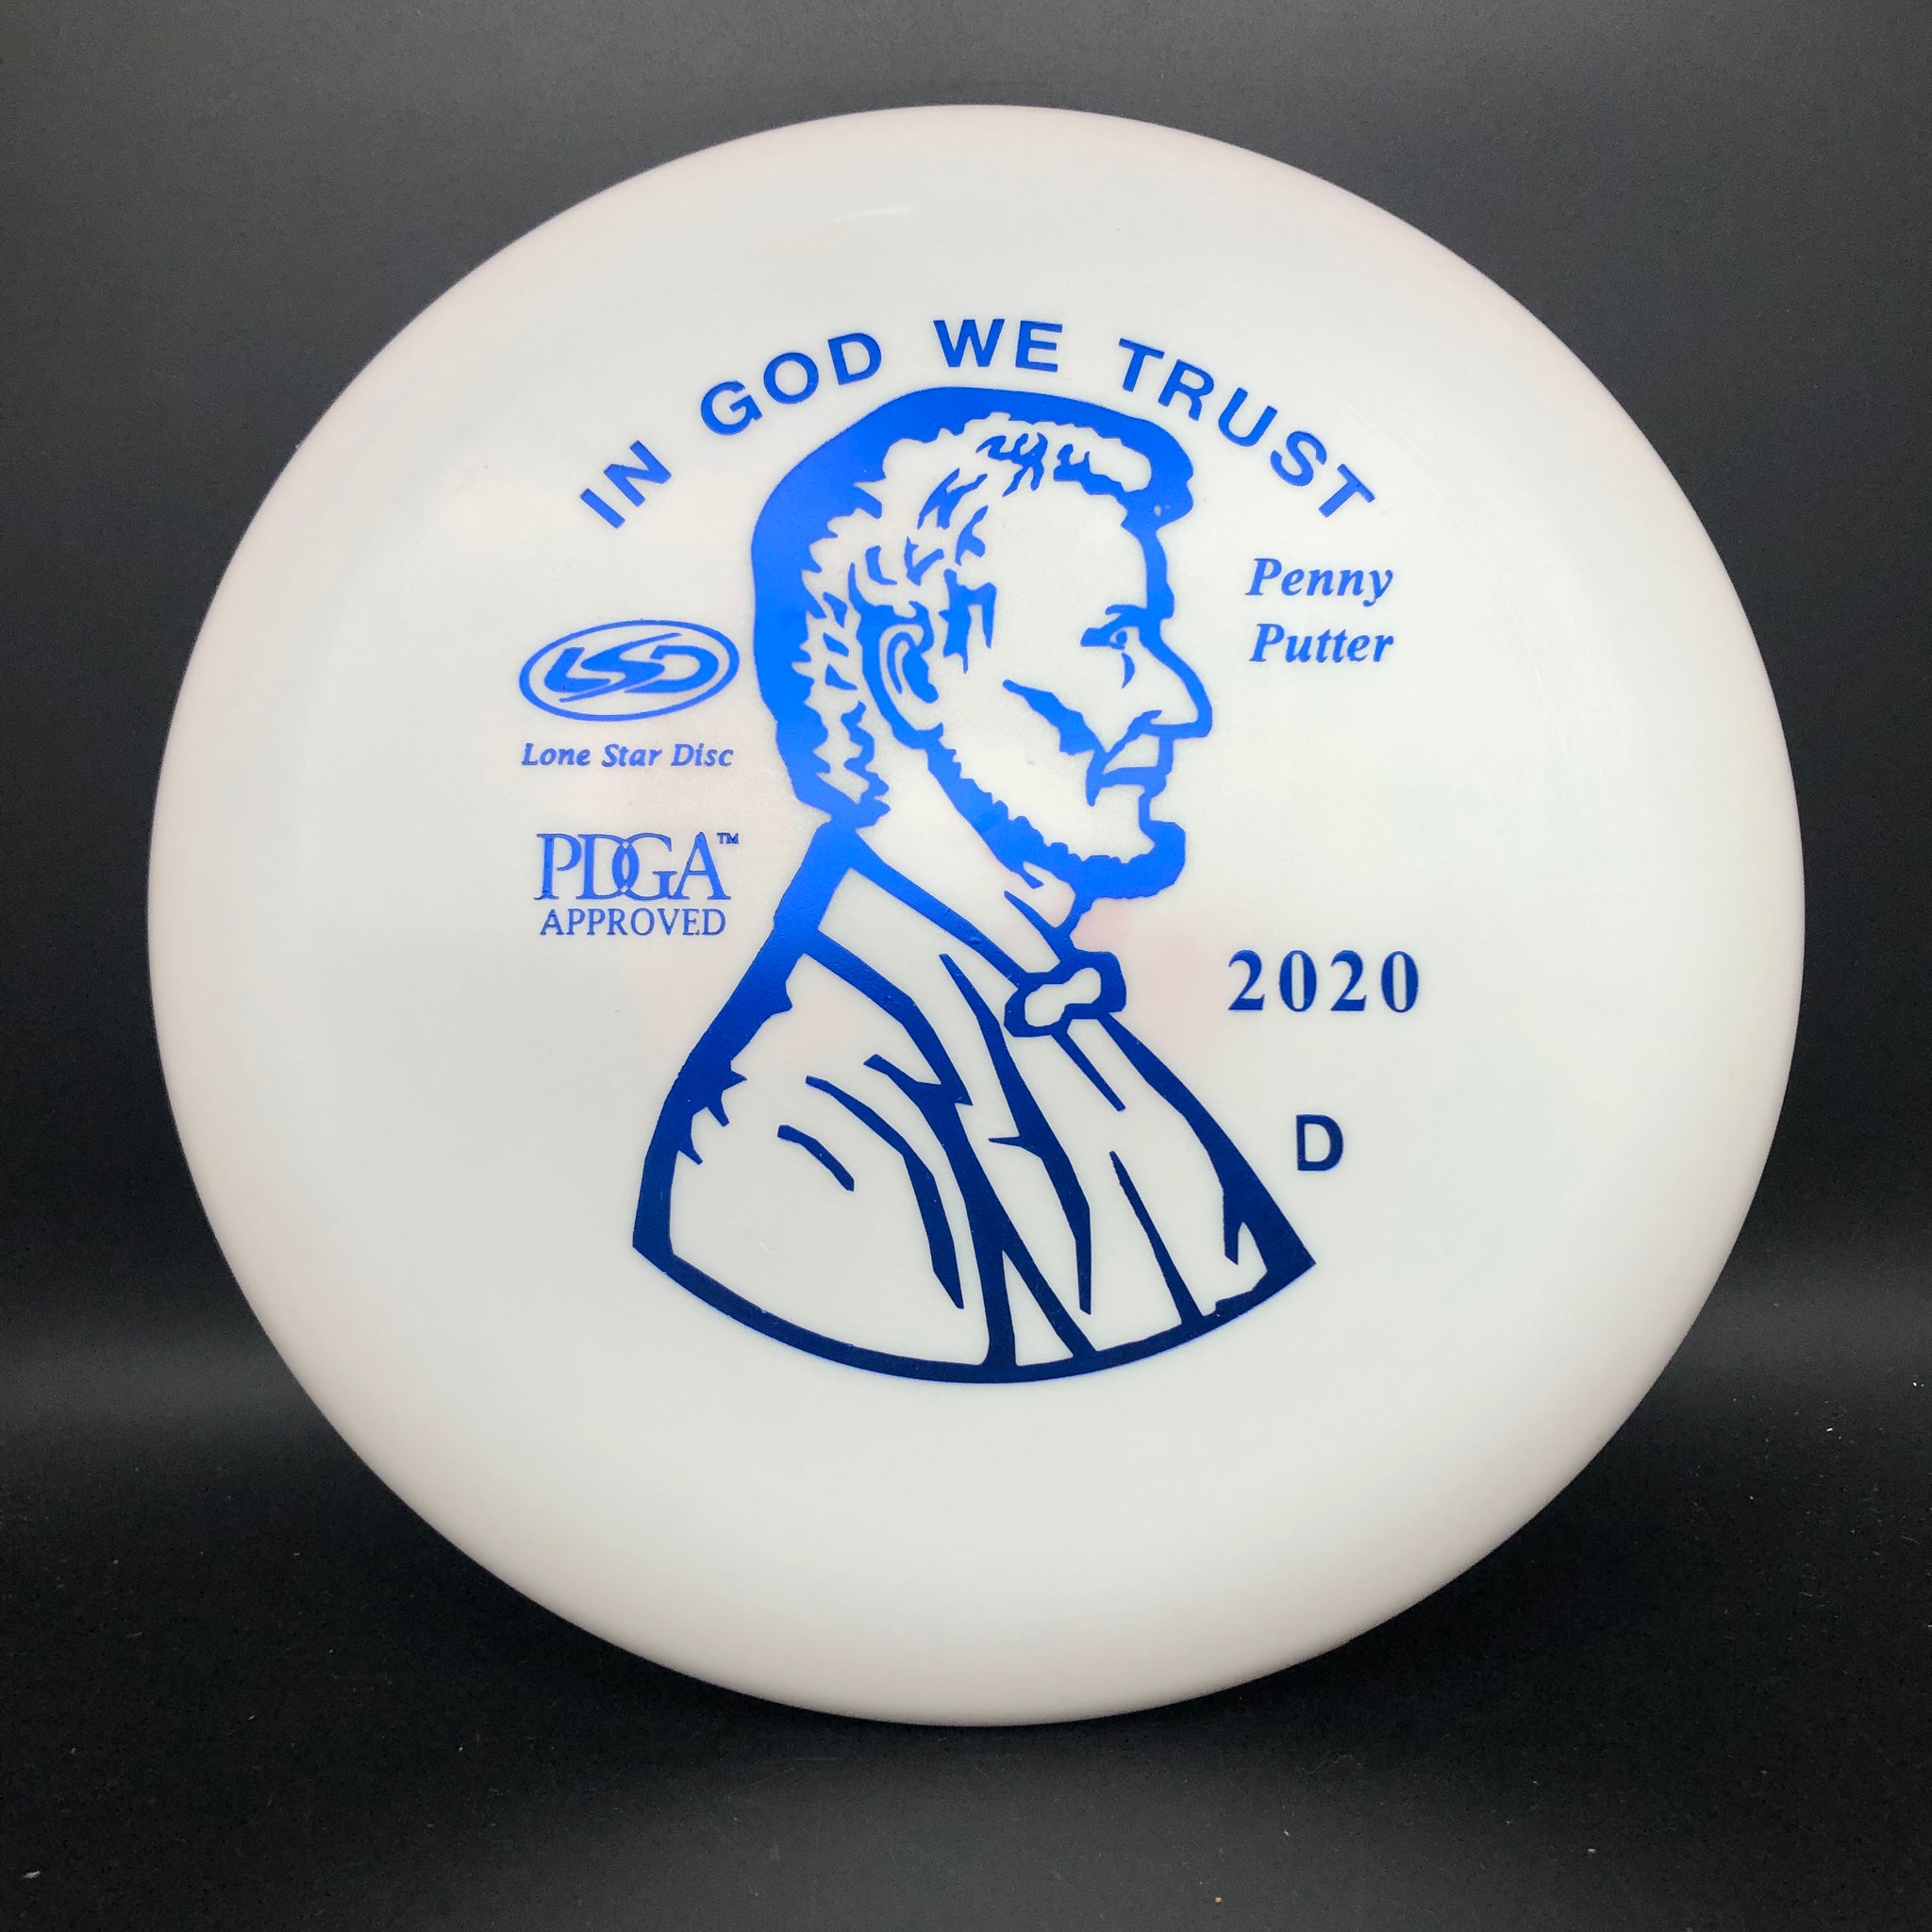 IN GOD WE TRUST
Penny
Putter
LSD
Lone Star Disc
PDGA™
APPROVED
2020
D